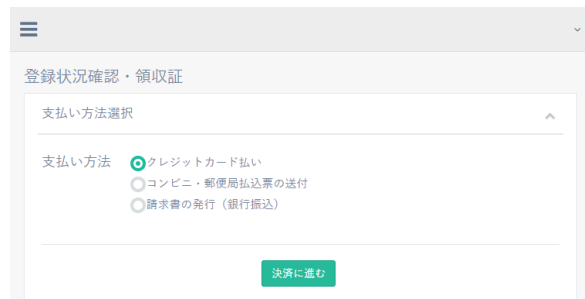 登録状況確認・領収証
支払い方法選択
支払い方法
クレジットカード払い
コンビニ・郵便局払込票の送付
請求書の発行（銀行振込）
決済に進む